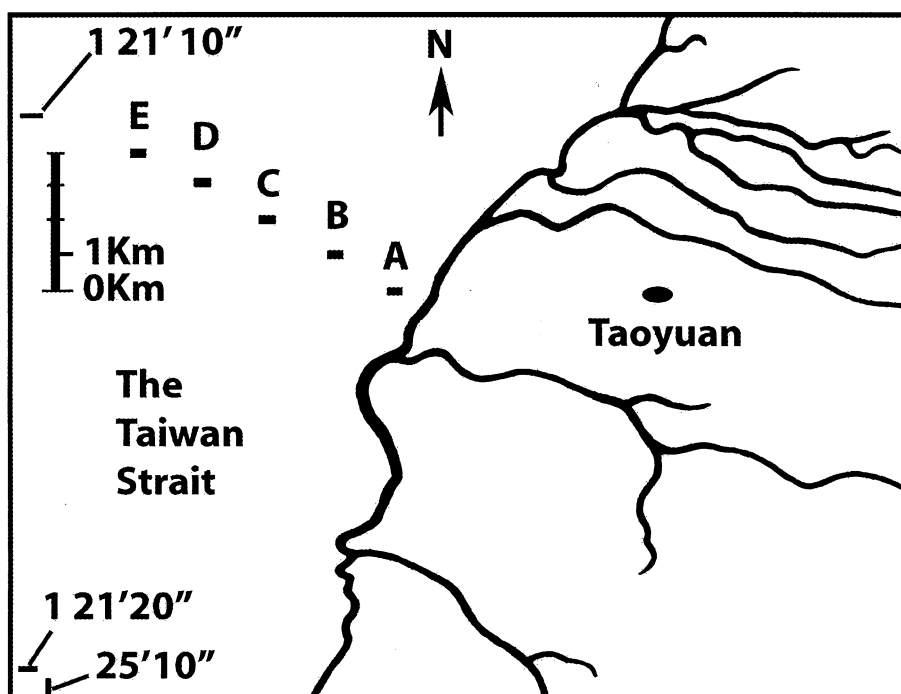 1 21'10"
N
E
D
C
B
A
1Km
0Km
Taoyuan
The
Taiwan
Strait
1 21'20"
25'10"